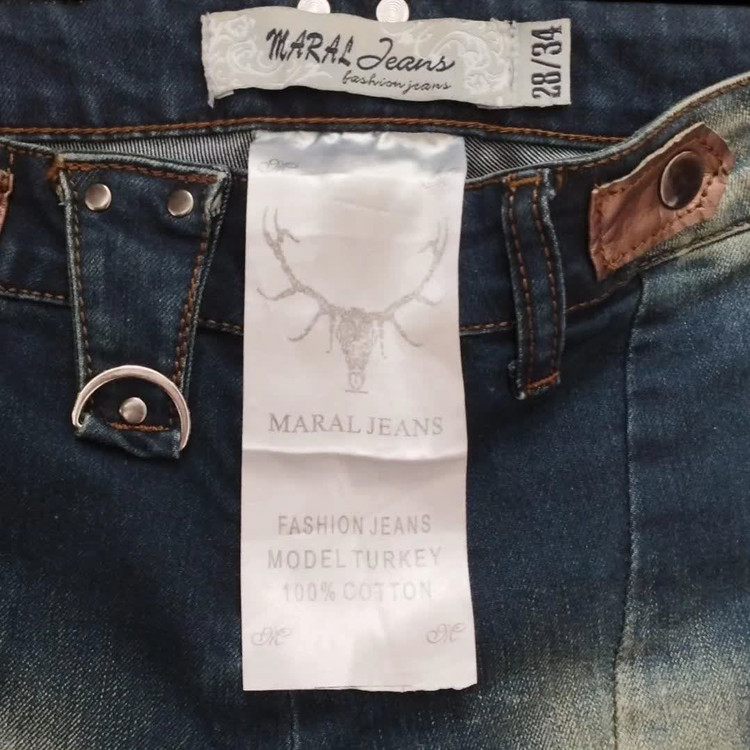 MARAL Jeans
fashion jeans
28/34
MARAL JEANS
FASHION JEANS
MODEL TURKEY
100% COTTON